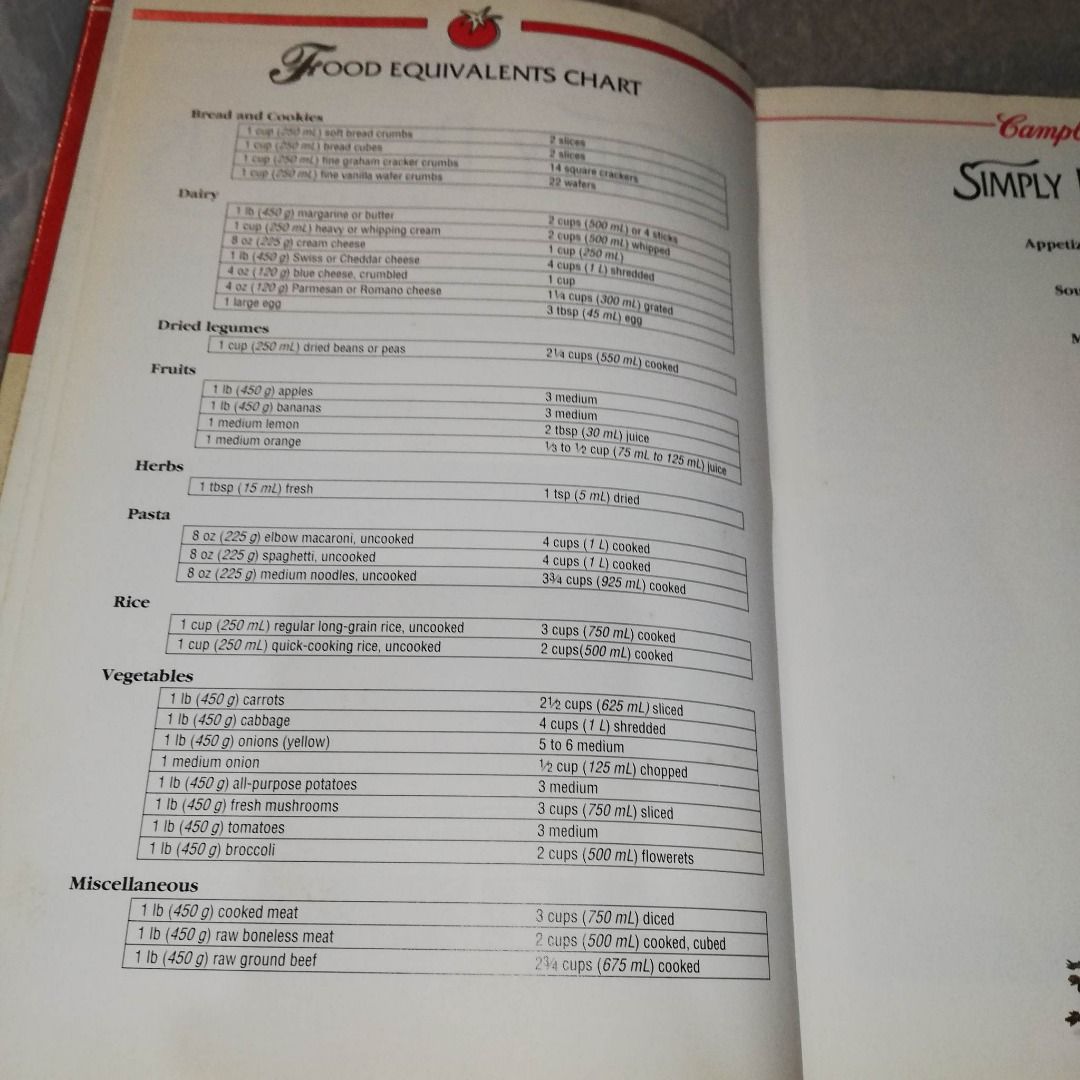 FOOD EQUIVALENTS CHART
Bread and Cookies
1 cup (250 mL) soft bread crumbs 2 slices
1 cup (250 mL) bread cubes 2 slices
1 cup (250 mL) fine graham cracker crumbs 14 square crackers
1 cup (250 mL) fine vanilla wafer crumbs 22 wafers
Dairy
1 lb (450 g) margarine or butter 2 cups (500 mL) or 4 sticks
1 cup (250 mL) heavy or whipping cream 2 cups (500 mL) whipped
8 oz (225 g) cream cheese 1 cup (250 mL)
1 lb (450 g) Swiss or Cheddar cheese 4 cups (1 L) shredded
4 oz (120 g) blue cheese, crumbled 1 cup
4 oz (120 g) Parmesan or Romano cheese 1¼ cups (300 mL) grated
1 large egg 3 tbsp (45 mL) egg
Dried legumes
1 cup (250 mL) dried beans or peas 2¼ cups (550 mL) cooked
Fruits
1 lb (450 g) apples 3 medium
1 lb (450 g) bananas 3 medium
1 medium lemon 2 tbsp (30 mL) juice
1 medium orange ⅓ to ½ cup (75 mL to 125 mL) juice
Herbs
1 tbsp (15 mL) fresh 1 tsp (5 mL) dried
Pasta
8 oz (225 g) elbow macaroni, uncooked 4 cups (1 L) cooked
8 oz (225 g) spaghetti, uncooked 4 cups (1 L) cooked
8 oz (225 g) medium noodles, uncooked 3¾ cups (925 mL) cooked
Rice
1 cup (250 mL) regular long-grain rice, uncooked 3 cups (750 mL) cooked
1 cup (250 mL) quick-cooking rice, uncooked 2 cups(500 mL) cooked
Vegetables
1 lb (450 g) carrots 2½ cups (625 mL) sliced
1 lb (450 g) cabbage 4 cups (1 L) shredded
1 lb (450 g) onions (yellow) 5 to 6 medium
1 medium onion ½ cup (125 mL) chopped
1 lb (450 g) all-purpose potatoes 3 medium
1 lb (450 g) fresh mushrooms 3 cups (750 mL) sliced
1 lb (450 g) tomatoes 3 medium
1 lb (450 g) broccoli 2 cups (500 mL) flowerets
Miscellaneous
1 lb (450 g) cooked meat 3 cups (750 mL) diced
1 lb (450 g) raw boneless meat 2 cups (500 mL) cooked, cubed
1 lb (450 g) raw ground beef 2¾ cups (675 mL) cooked
Campb
SIMPLY
Appetiz
Sou
M